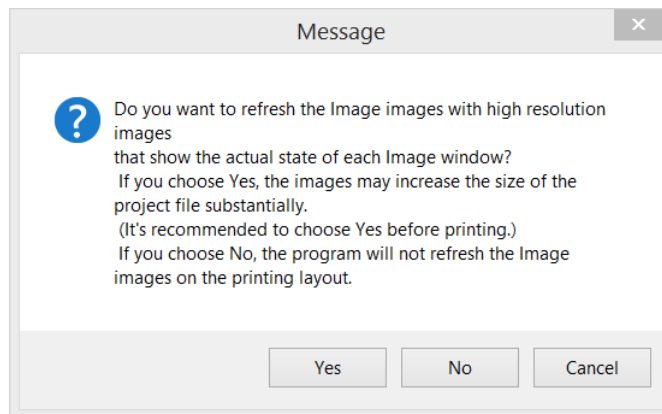 Message
Do you want to refresh the Image images with high resolution
images
that show the actual state of each Image window?
If you choose Yes, the images may increase the size of the
project file substantially.
(It's recommended to choose Yes before printing.)
If you choose No, the program will not refresh the Image
images on the printing layout.
Yes No Cancel